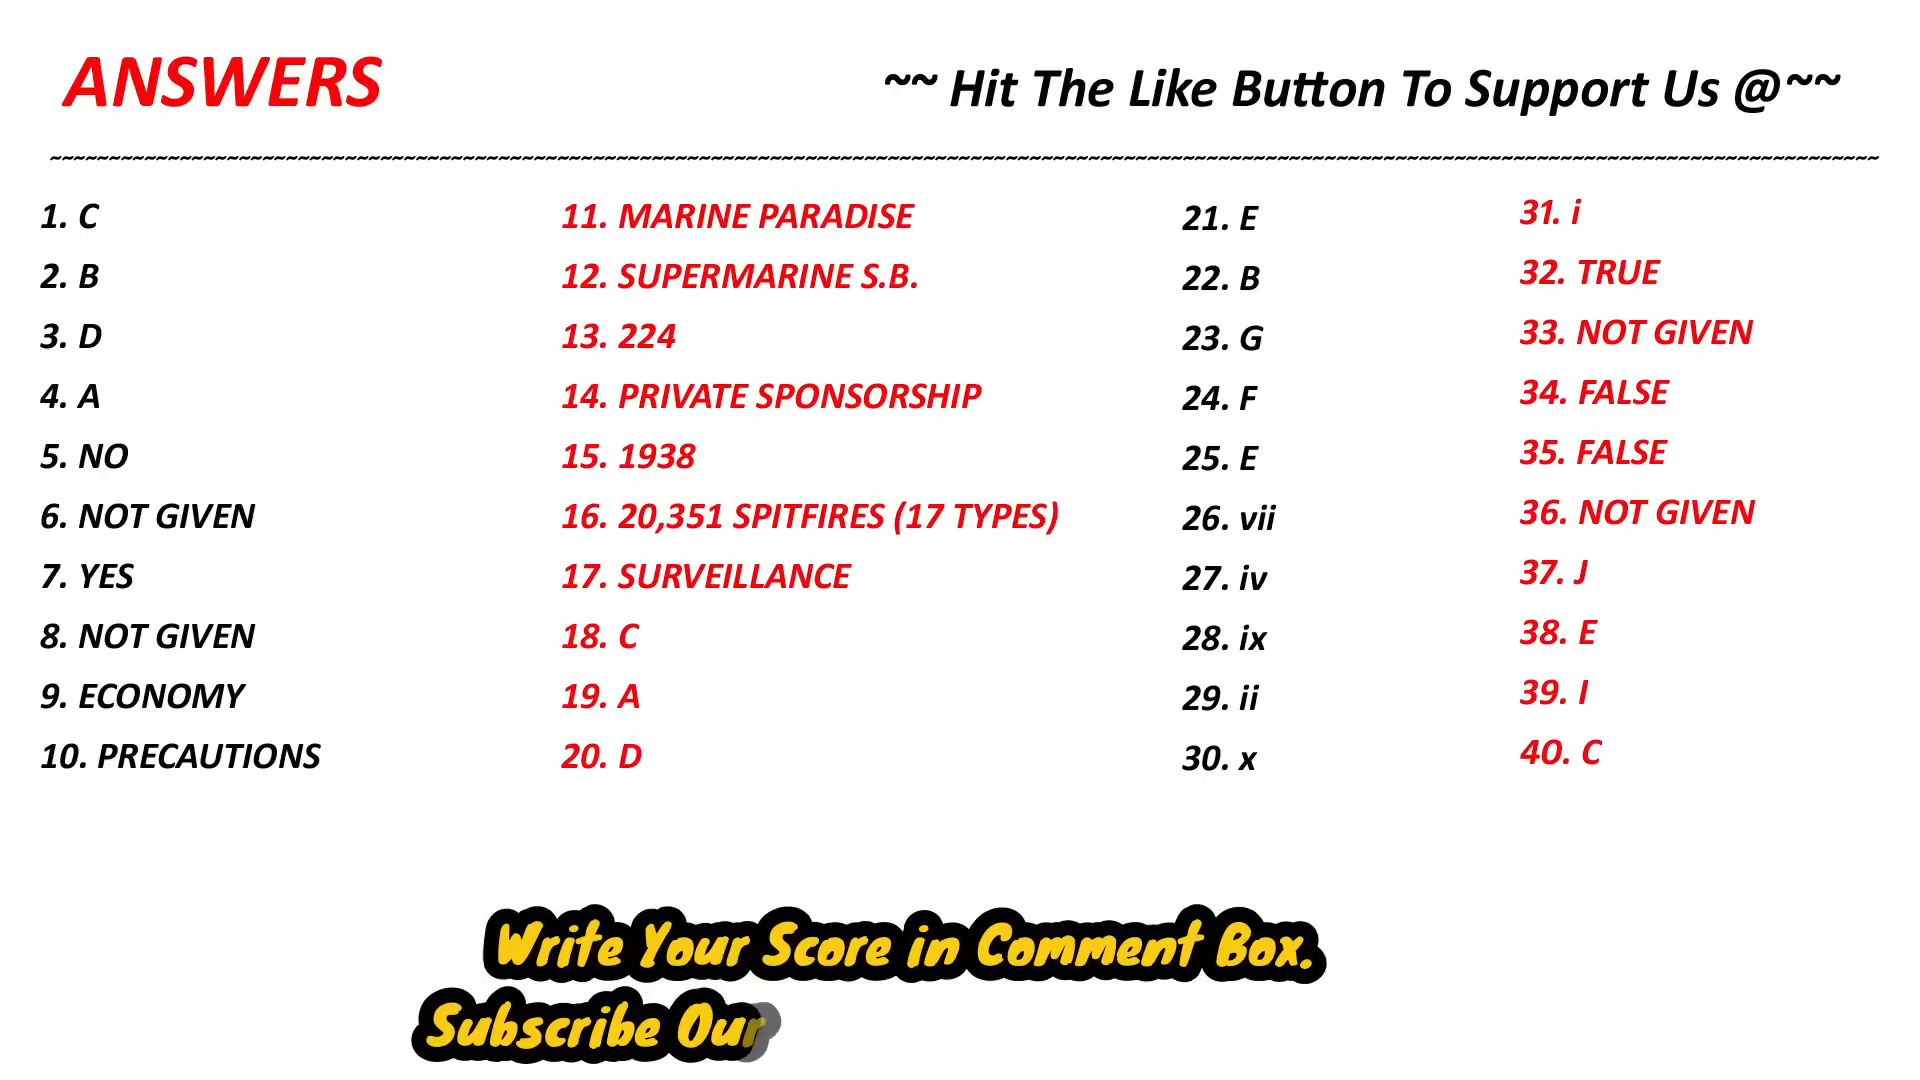 ANSWERS
~~ Hit The Like Button To Support Us @~~
1. C
2. B
3. D
4. A
5. NO
6. NOT GIVEN
7. YES
8. NOT GIVEN
9. ECONOMY
10. PRECAUTIONS
11. MARINE PARADISE
12. SUPERMARINE S.B.
13. 224
14. PRIVATE SPONSORSHIP
15. 1938
16. 20,351 SPITFIRES (17 TYPES)
17. SURVEILLANCE
18. C
19. A
20. D
21. E
22. B
23. G
24. F
25. E
26. vii
27. iv
28. ix
29. ii
30. x
31. i
32. TRUE
33. NOT GIVEN
34. FALSE
35. FALSE
36. NOT GIVEN
37. J
38. E
39. I
40. C
Write Your Score in Comment Box.
Subscribe Our